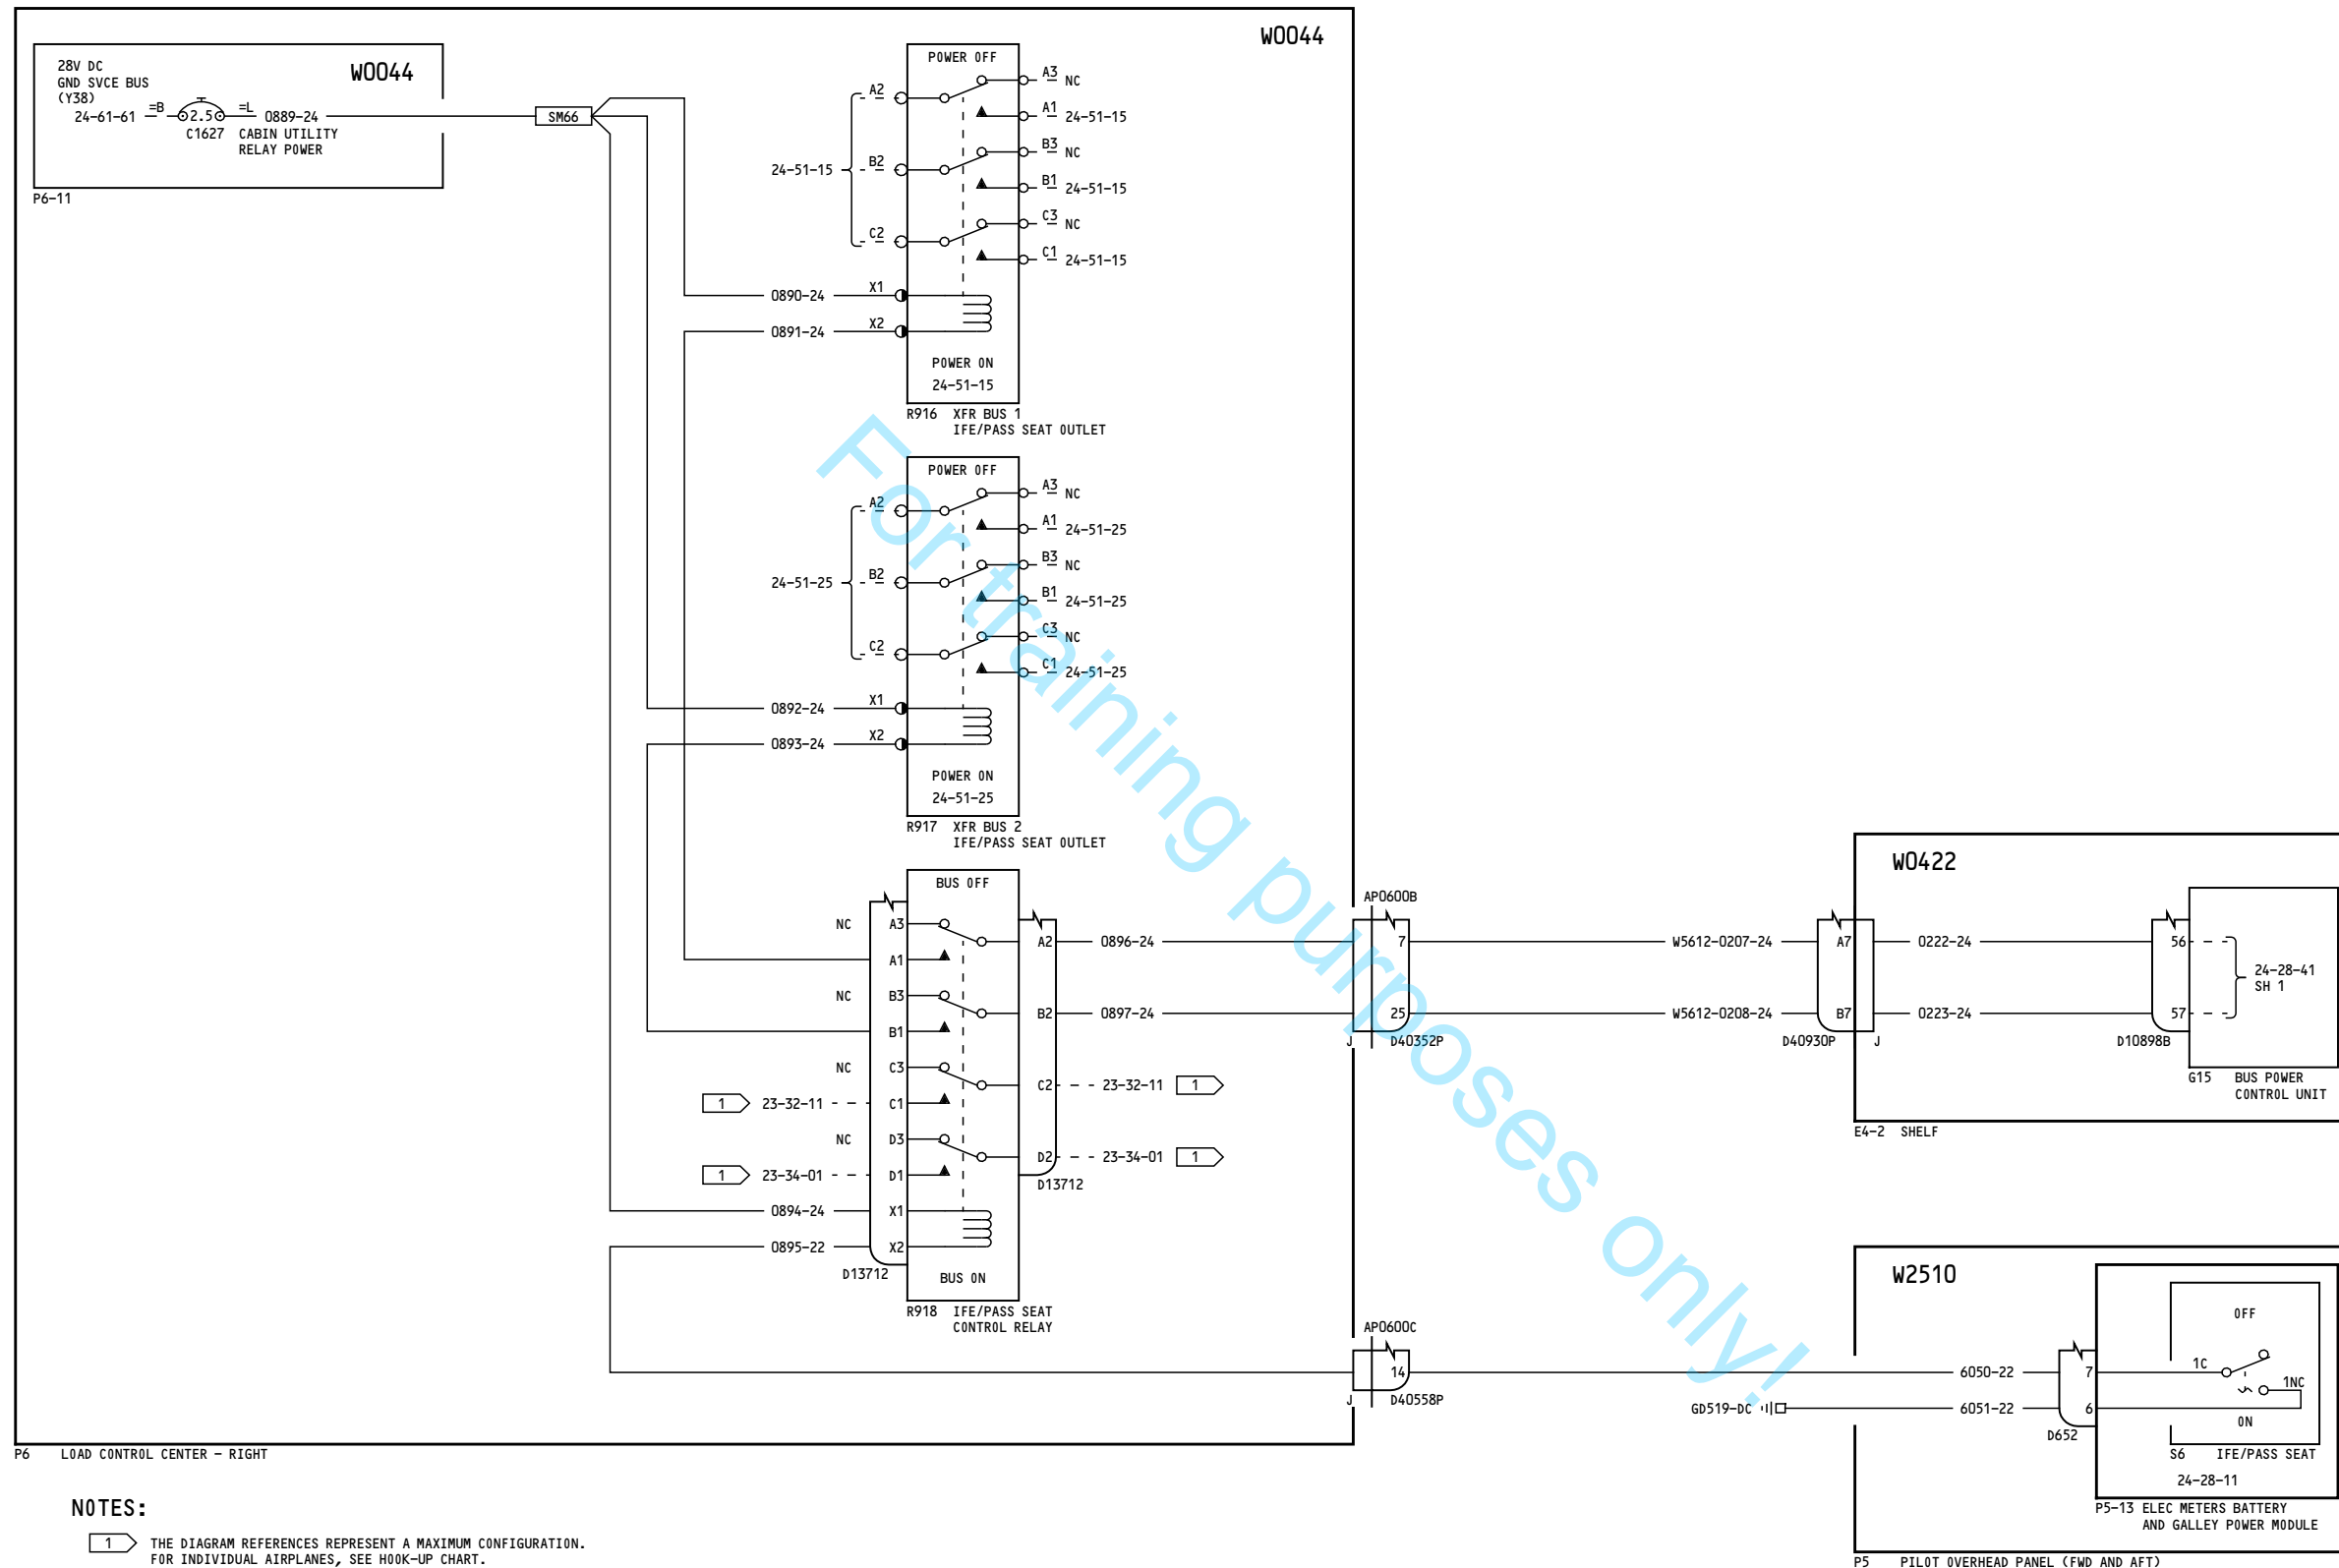 W0044
28V DC
GND SVCE BUS
(Y38)
W0044
24-61-61 =B 2.5 =L 0889-24
C1627 CABIN UTILITY
RELAY POWER
P6-11
SM66
POWER OFF
A2
A3 NC
A1 24-51-15
24-51-15 B2
B3 NC
B1 24-51-15
C2
C3 NC
C1 24-51-15
0890-24 X1
0891-24 X2
POWER ON
24-51-15
R916 XFR BUS 1
IFE/PASS SEAT OUTLET
POWER OFF
A2
A3 NC
A1 24-51-25
24-51-25 B2
B3 NC
B1 24-51-25
C2
C3 NC
C1 24-51-25
0892-24 X1
0893-24 X2
POWER ON
24-51-25
R917 XFR BUS 2
IFE/PASS SEAT OUTLET
BUS OFF
NC A3
A2 0896-24
A1
NC B3
B2 0897-24
B1
NC C3
C2 23-32-11 1
1 23-32-11 C1
NC D3
D2 23-34-01 1
1 23-34-01 D1
D13712
0894-24 X1
0895-22 X2
D13712
BUS ON
R918 IFE/PASS SEAT
CONTROL RELAY
AP0600B
7
25
J D40352P
W5612-0207-24
W5612-0208-24
W0422
A7 0222-24
B7 0223-24
D40930P J
56
57
D10898B
24-28-41
SH 1
G15 BUS POWER
CONTROL UNIT
E4-2 SHELF
AP0600C
14
J D40558P
W2510
OFF
6050-22 7 1C
1NC
GD519-DC 6051-22 6
ON
D652
S6 IFE/PASS SEAT
24-28-11
P5-13 ELEC METERS BATTERY
AND GALLEY POWER MODULE
P5 PILOT OVERHEAD PANEL (FWD AND AFT)
P6 LOAD CONTROL CENTER - RIGHT
NOTES:
1 THE DIAGRAM REFERENCES REPRESENT A MAXIMUM CONFIGURATION.
FOR INDIVIDUAL AIRPLANES, SEE HOOK-UP CHART.
For training purposes only!